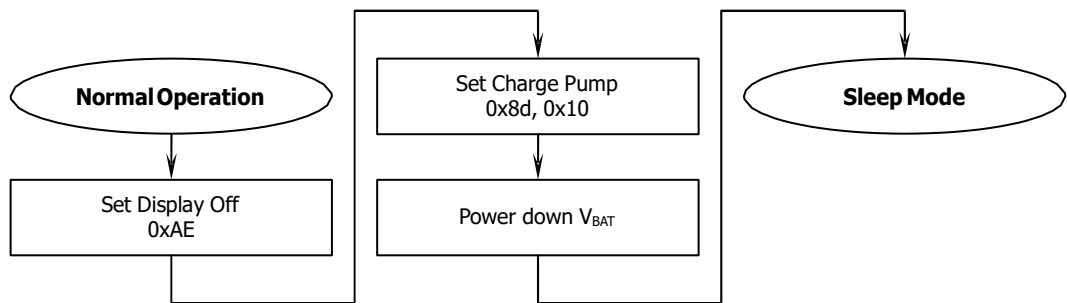 Normal Operation
Set Display Off
0xAE
Set Charge Pump
0x8d, 0x10
Power down VBAT
Sleep Mode